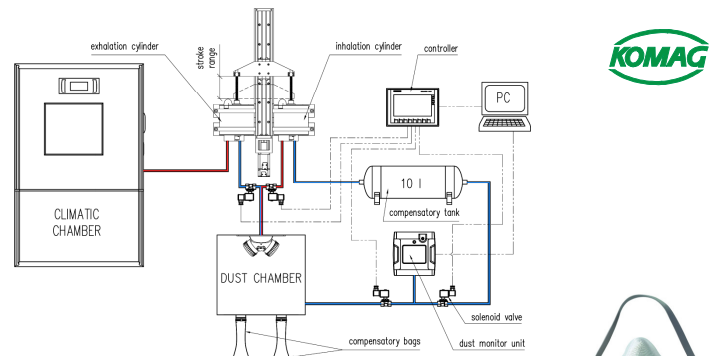 exhalation cylinder
stroke
range
inhalation cylinder
controller
KOMAG
PC
10 l
compensatory tank
CLIMATIC
CHAMBER
DUST CHAMBER
solenoid valve
compensatory bags
dust monitor unit